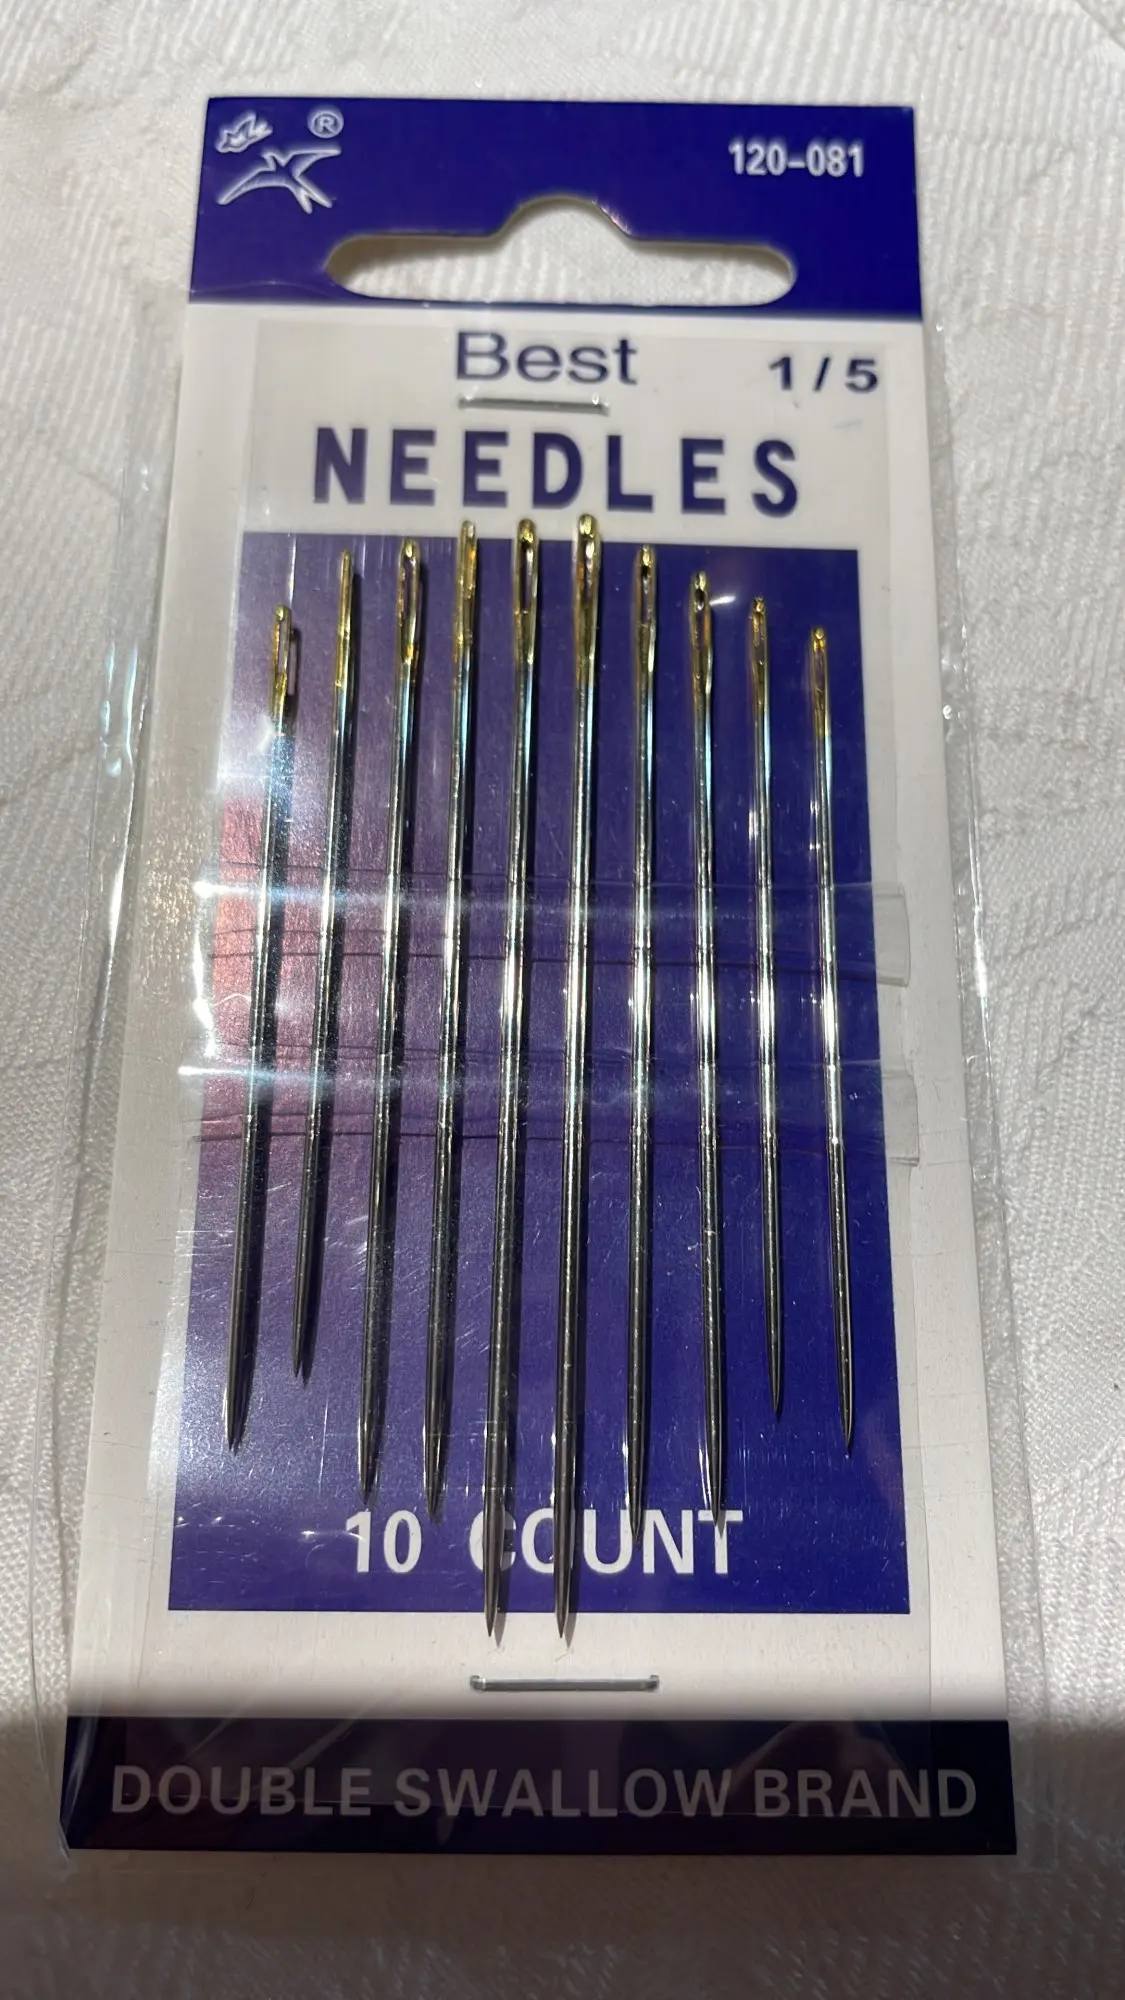 ®
120-081
Best
1/5
NEEDLES
10 COUNT
DOUBLE SWALLOW BRAND